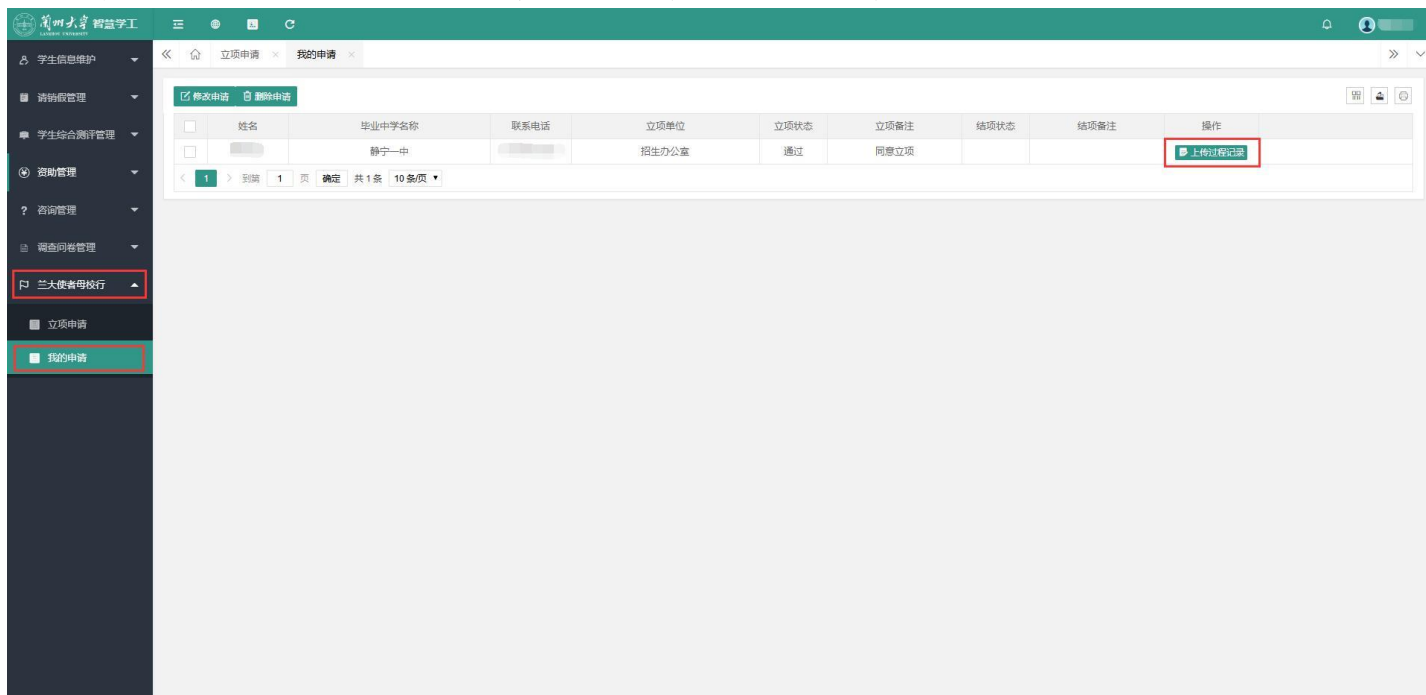 兰州大学 智慧学工
LANZHOU UNIVERSITY
学生信息维护
请销假管理
学生综合测评管理
资助管理
咨询管理
调查问卷管理
兰大使者母校行
立项申请
我的申请
立项申请 × 我的申请 ×
修改申请 删除申请
姓名 毕业中学名称 联系电话 立项单位 立项状态 立项备注 结项状态 结项备注 操作
静宁一中 招生办公室 通过 同意立项 上传过程记录
< 1 > 到第 1 页 确定 共 1 条 10 条/页